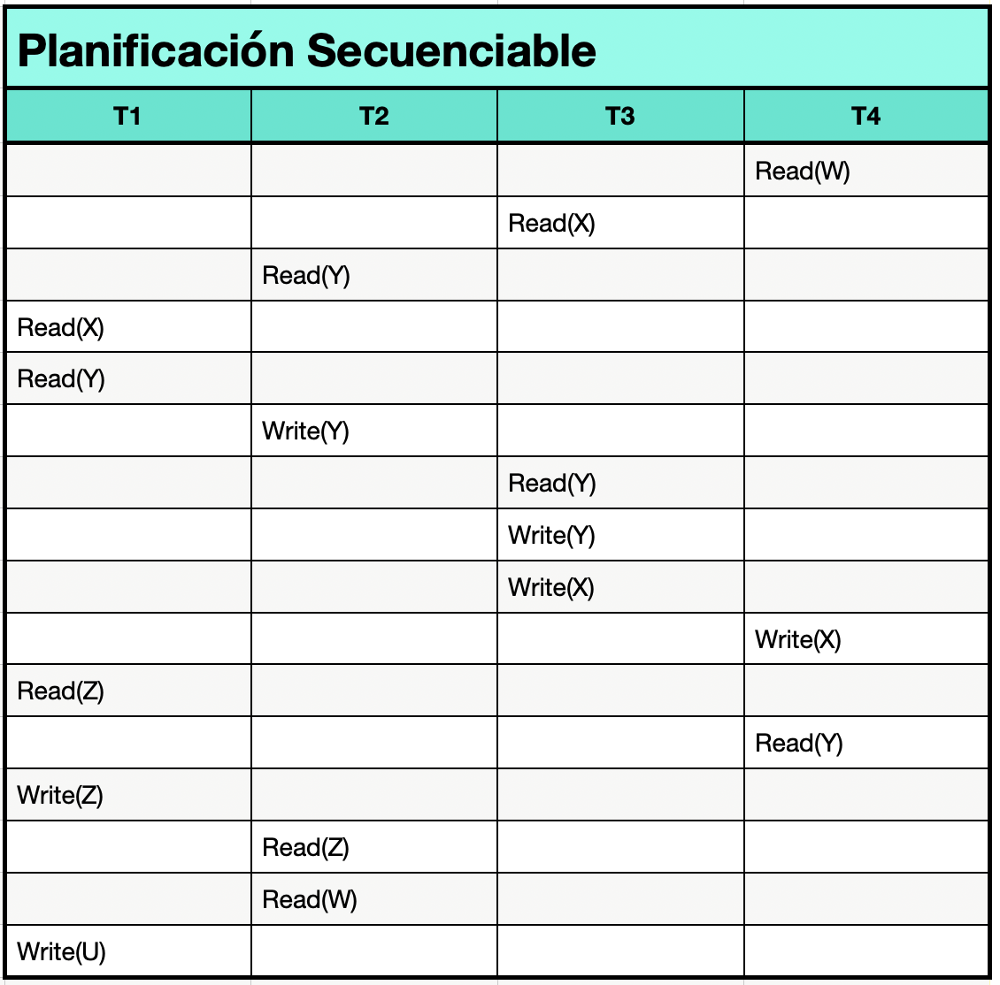 Planificación Secuenciable
T1 T2 T3 T4
Read(W)
Read(X)
Read(Y)
Read(X)
Read(Y)
Write(Y)
Read(Y)
Write(Y)
Write(X)
Write(X)
Read(Z)
Read(Y)
Write(Z)
Read(Z)
Read(W)
Write(U)